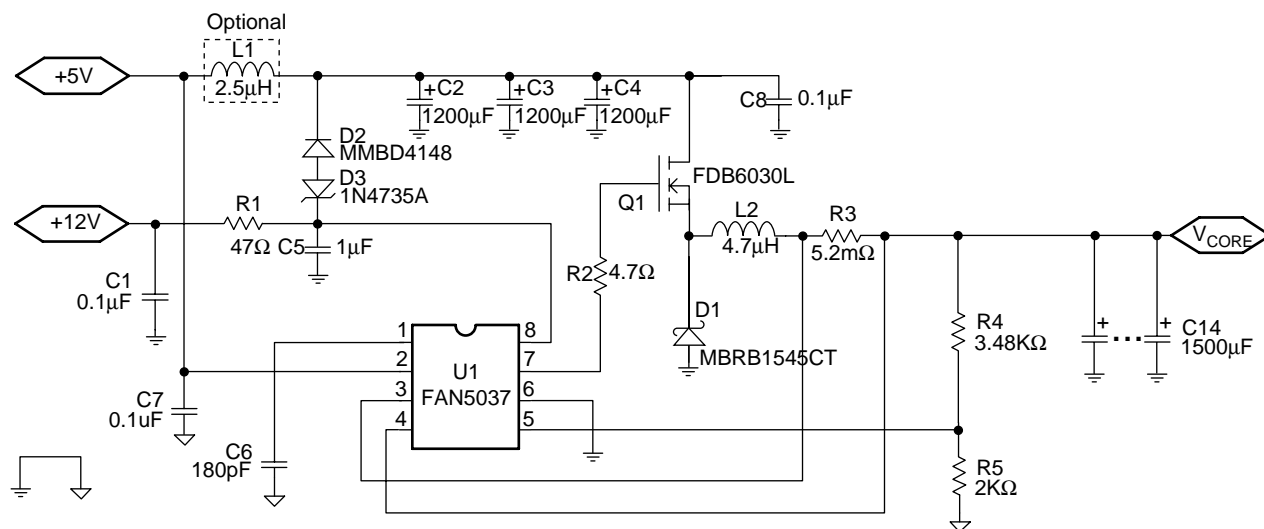 Optional
L1
+5V
2.5µH
+C2
1200µF
+C3
1200µF
+C4
1200µF
C8
0.1µF
D2
MMBD4148
D3
1N4735A
FDB6030L
Q1
+12V
R1
47Ω
C5
1µF
L2
4.7µH
R3
5.2mΩ
VCORE
R2
4.7Ω
C1
0.1µF
D1
MBRB1545CT
R4
3.48KΩ
+
...
+
C14
1500µF
1
2
3
4
U1
FAN5037
8
7
6
5
C7
0.1uF
C6
180pF
R5
2KΩ